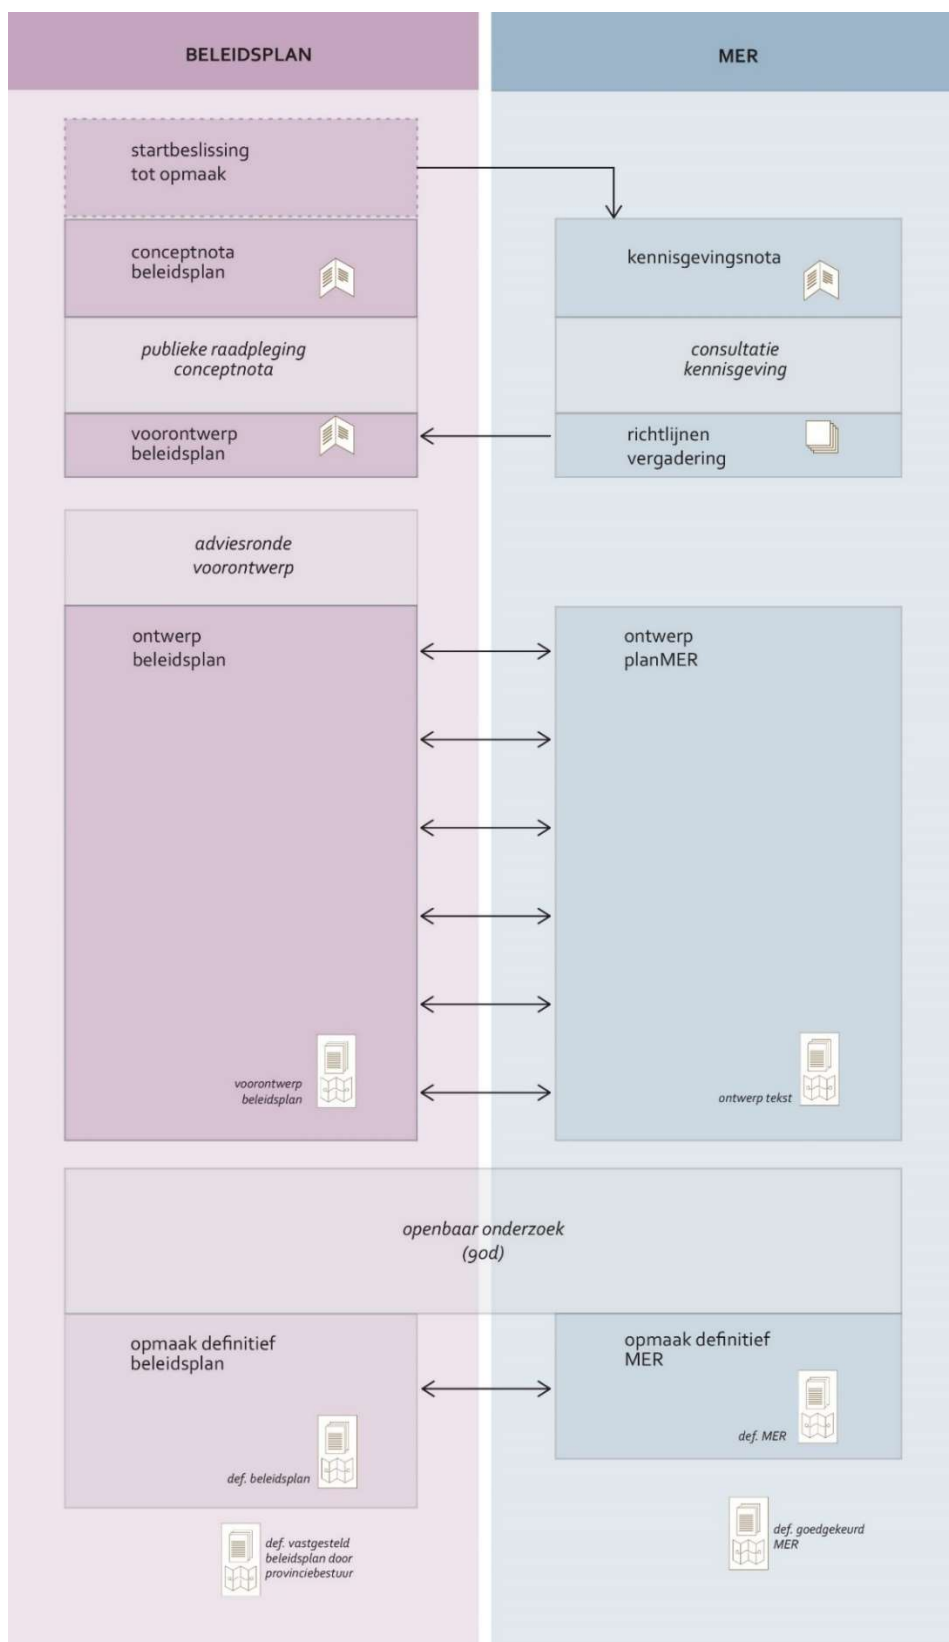 BELEIDSPLAN
MER
startbeslissing
tot opmaak
conceptnota
beleidsplan
kennisgevingsnota
publieke raadpleging
conceptnota
consultatie
kennisgeving
voorontwerp
beleidsplan
richtlijnen
vergadering
adviesronde
voorontwerp
ontwerp
beleidsplan
ontwerp
planMER
voorontwerp
beleidsplan
ontwerp tekst
openbaar onderzoek
(90d)
opmaak definitief
beleidsplan
opmaak definitief
MER
def. MER
def. beleidsplan
def. vastgesteld
beleidsplan door
provinciebestuur
def. goedgekeurd
MER